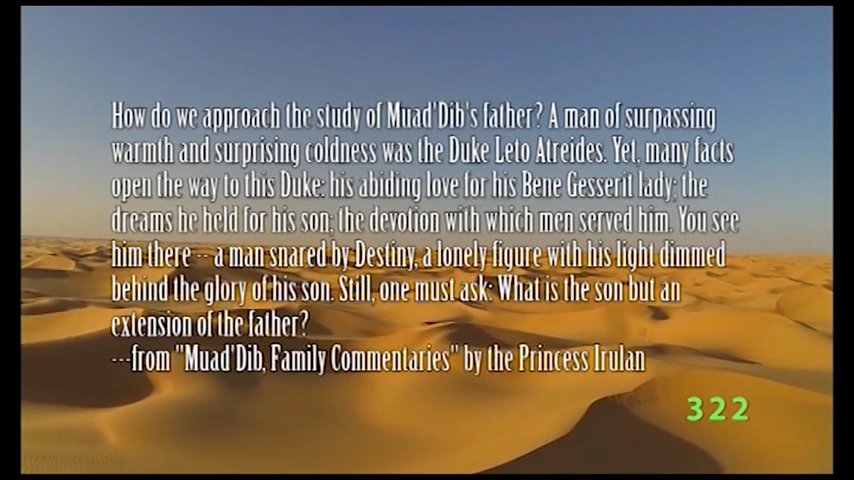 How do we approach the study of Muad'Dib's father? A man of surpassing
warmth and surprising coldness was the Duke Leto Atreides. Yet, many facts
open the way to this Duke: his abiding love for his Bene Gesserit lady; the
dreams he held for his son; the devotion with which men served him. You see
him there -- a man snared by Destiny, a lonely figure with his light dimmed
behind the glory of his son. Still, one must ask: What is the son but an
extension of the father?
---from "Muad'Dib, Family Commentaries" by the Princess Irulan
322